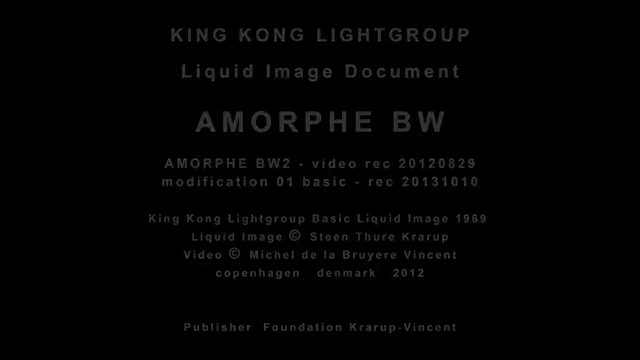 KING KONG LIGHTGROUP
Liquid Image Document
AMORPHE BW
AMORPHE BW2 - video rec 20120829
modification 01 basic - rec 20131010
King Kong Lightgroup Basic Liquid Image 1969
Liquid Image © Steen Thure Krarup
Video © Michel de la Bruyere Vincent
copenhagen denmark 2012
Publisher Foundation Krarup-Vincent